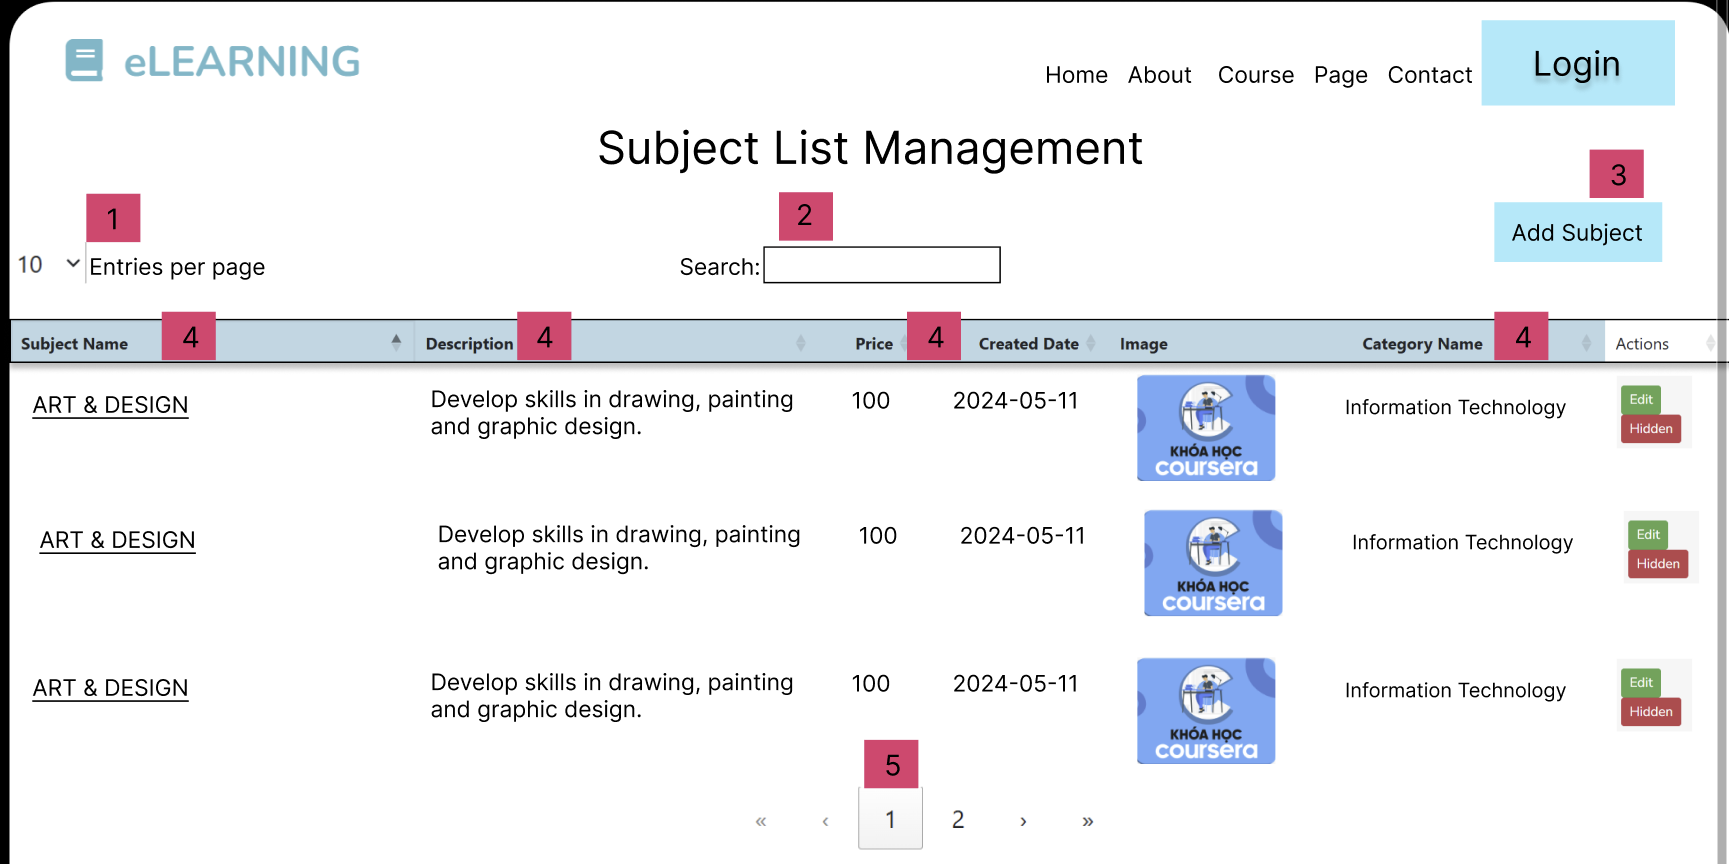 eLEARNING
Home About Course Page Contact Login
Subject List Management
3
1
2
Add Subject
10 Entries per page
Search:
Subject Name 4 Description 4 Price 4 Created Date Image Category Name 4 Actions
ART & DESIGN
Develop skills in drawing, painting
and graphic design.
100
2024-05-11
KHÓA HỌC
coursera
Information Technology
Edit
Hidden
ART & DESIGN
Develop skills in drawing, painting
and graphic design.
100
2024-05-11
KHÓA HỌC
coursera
Information Technology
Edit
Hidden
ART & DESIGN
Develop skills in drawing, painting
and graphic design.
100
2024-05-11
KHÓA HỌC
coursera
Information Technology
Edit
Hidden
5
« ‹ 1 2 › »